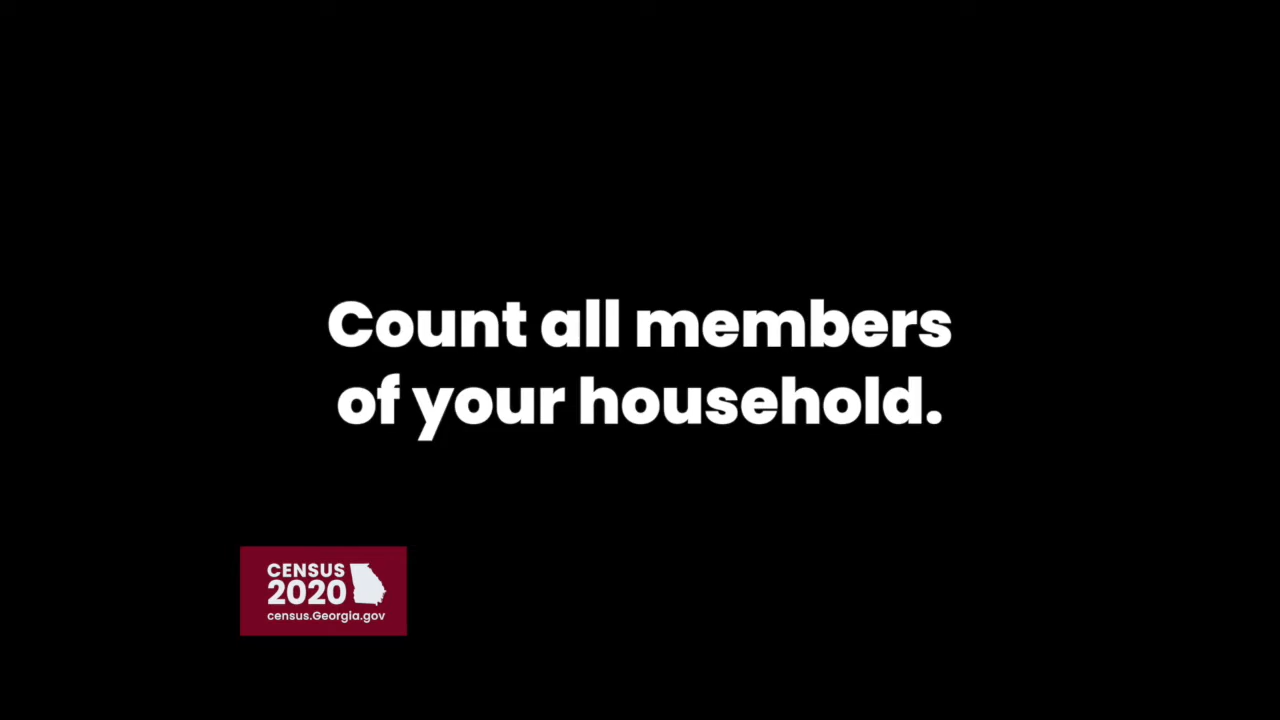 Count all members
of your household.
CENSUS
2020
census.Georgia.gov